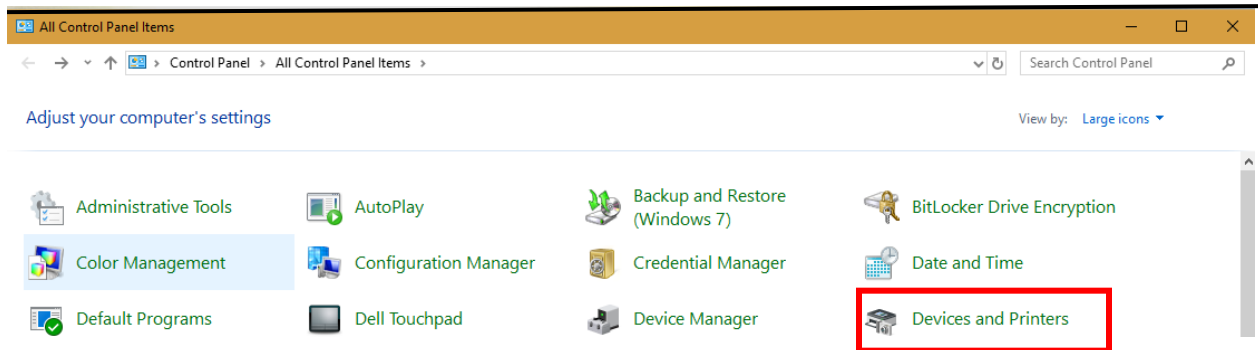 All Control Panel Items
Control Panel > All Control Panel Items >
Search Control Panel
Adjust your computer's settings
View by: Large icons
Administrative Tools
AutoPlay
Backup and Restore
(Windows 7)
BitLocker Drive Encryption
Color Management
Configuration Manager
Credential Manager
Date and Time
Default Programs
Dell Touchpad
Device Manager
Devices and Printers